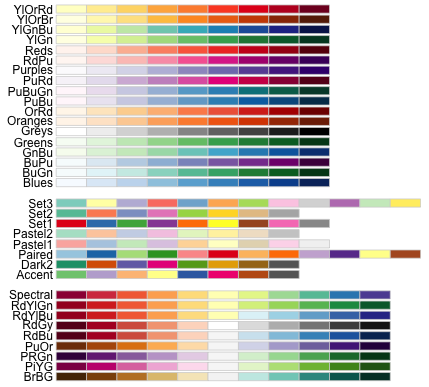 YlOrRd
YlOrBr
YlGnBu
YlGn
Reds
RdPu
Purples
PuRd
PuBuGn
PuBu
OrRd
Oranges
Greys
Greens
GnBu
BuPu
BuGn
Blues
Set3
Set2
Set1
Pastel2
Pastel1
Paired
Dark2
Accent
Spectral
RdYlGn
RdYlBu
RdGy
RdBu
PuOr
PRGn
PiYG
BrBG